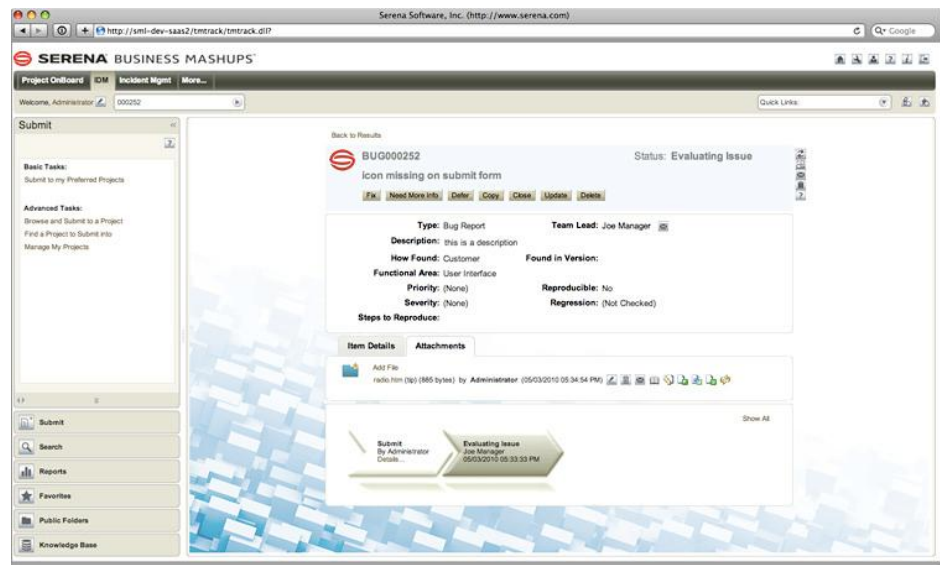 Serena Software, Inc. (http://www.serena.com)
http://sml-dev-saas2/tmtrack/tmtrack.dll?
Google
SERENA BUSINESS MASHUPS
Project OnBoard IDM Incident Mgmt More...
Welcome, Administrator 000252 Quick Links:
Submit
Basic Tasks:
Submit to my Preferred Projects
Advanced Tasks:
Browse and Submit to a Project
Find a Project to Submit into
Manage My Projects
Submit
Search
Reports
Favorites
Public Folders
Knowledge Base
Back to Results
BUG000252 Status: Evaluating Issue
icon missing on submit form
Fix Need More Info Defer Copy Close Update Delete
Type: Bug Report Team Lead: Joe Manager
Description: this is a description
How Found: Customer Found in Version:
Functional Area: User Interface
Priority: (None) Reproducible: No
Severity: (None) Regression: (Not Checked)
Steps to Reproduce:
Item Details Attachments
Add File
radio.htm (tip) (885 bytes) by Administrator (05/03/2010 05:34:54 PM)
Show All
Submit
By Administrator
Details...
Evaluating Issue
Joe Manager
05/03/2010 05:33:33 PM